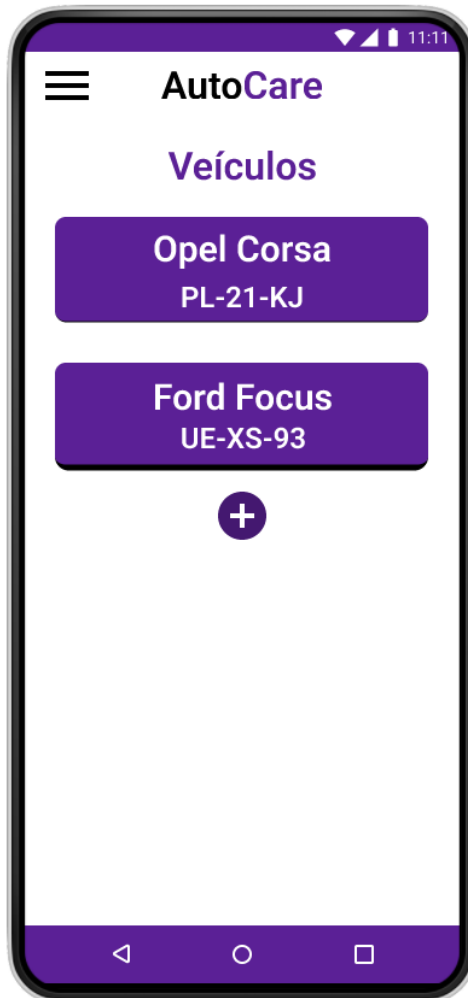 11:11
AutoCare
Veículos
Opel Corsa
PL-21-KJ
Ford Focus
UE-XS-93